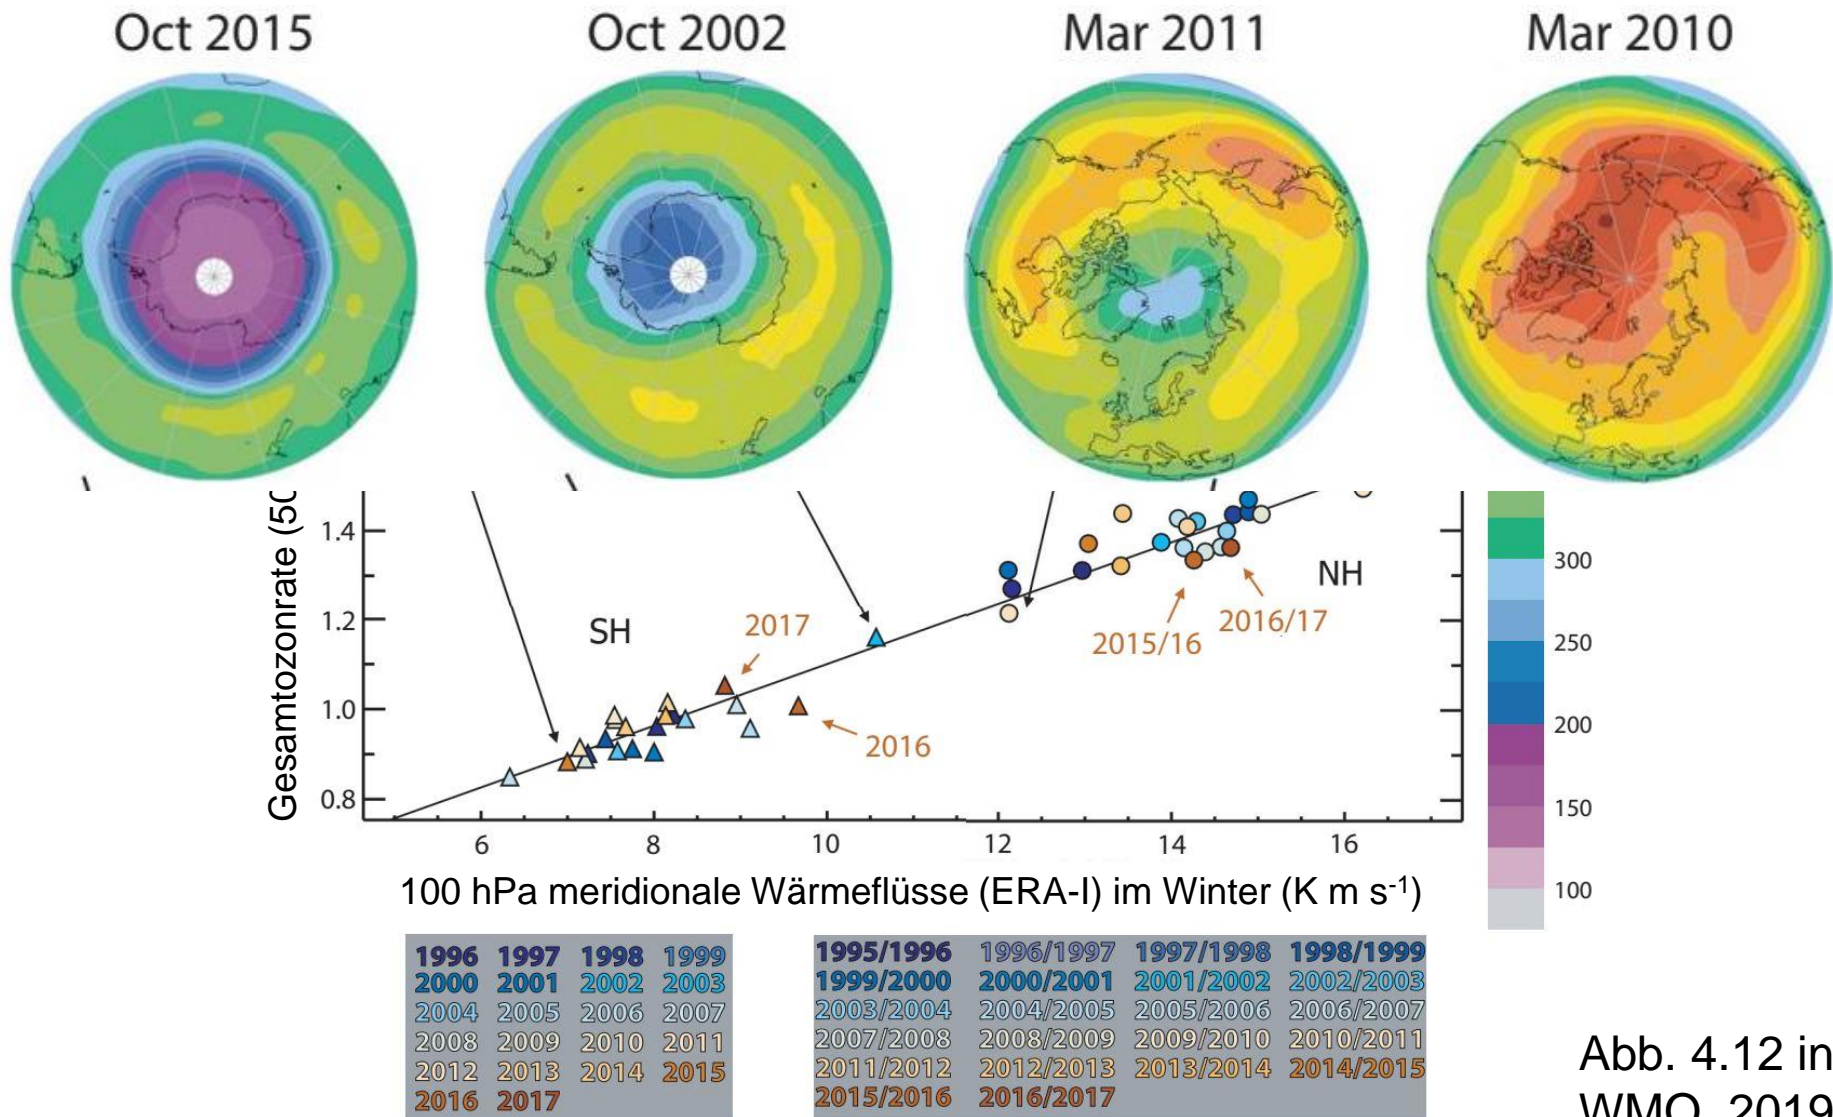 Oct 2015
Oct 2002
Mar 2011
Mar 2010
Gesamtozonrate (50
1.4
1.2
1.0
0.8
SH
NH
2017
2016
2015/16
2016/17
6 8 10 12 14 16
100 hPa meridionale Wärmeflüsse (ERA-I) im Winter (K m s⁻¹)
300
250
200
150
100
1996 1997 1998 1999
2000 2001 2002 2003
2004 2005 2006 2007
2008 2009 2010 2011
2012 2013 2014 2015
2016 2017
1995/1996 1996/1997 1997/1998 1998/1999
1999/2000 2000/2001 2001/2002 2002/2003
2003/2004 2004/2005 2005/2006 2006/2007
2007/2008 2008/2009 2009/2010 2010/2011
2011/2012 2012/2013 2013/2014 2014/2015
2015/2016 2016/2017
Abb. 4.12 in
WMO, 2019